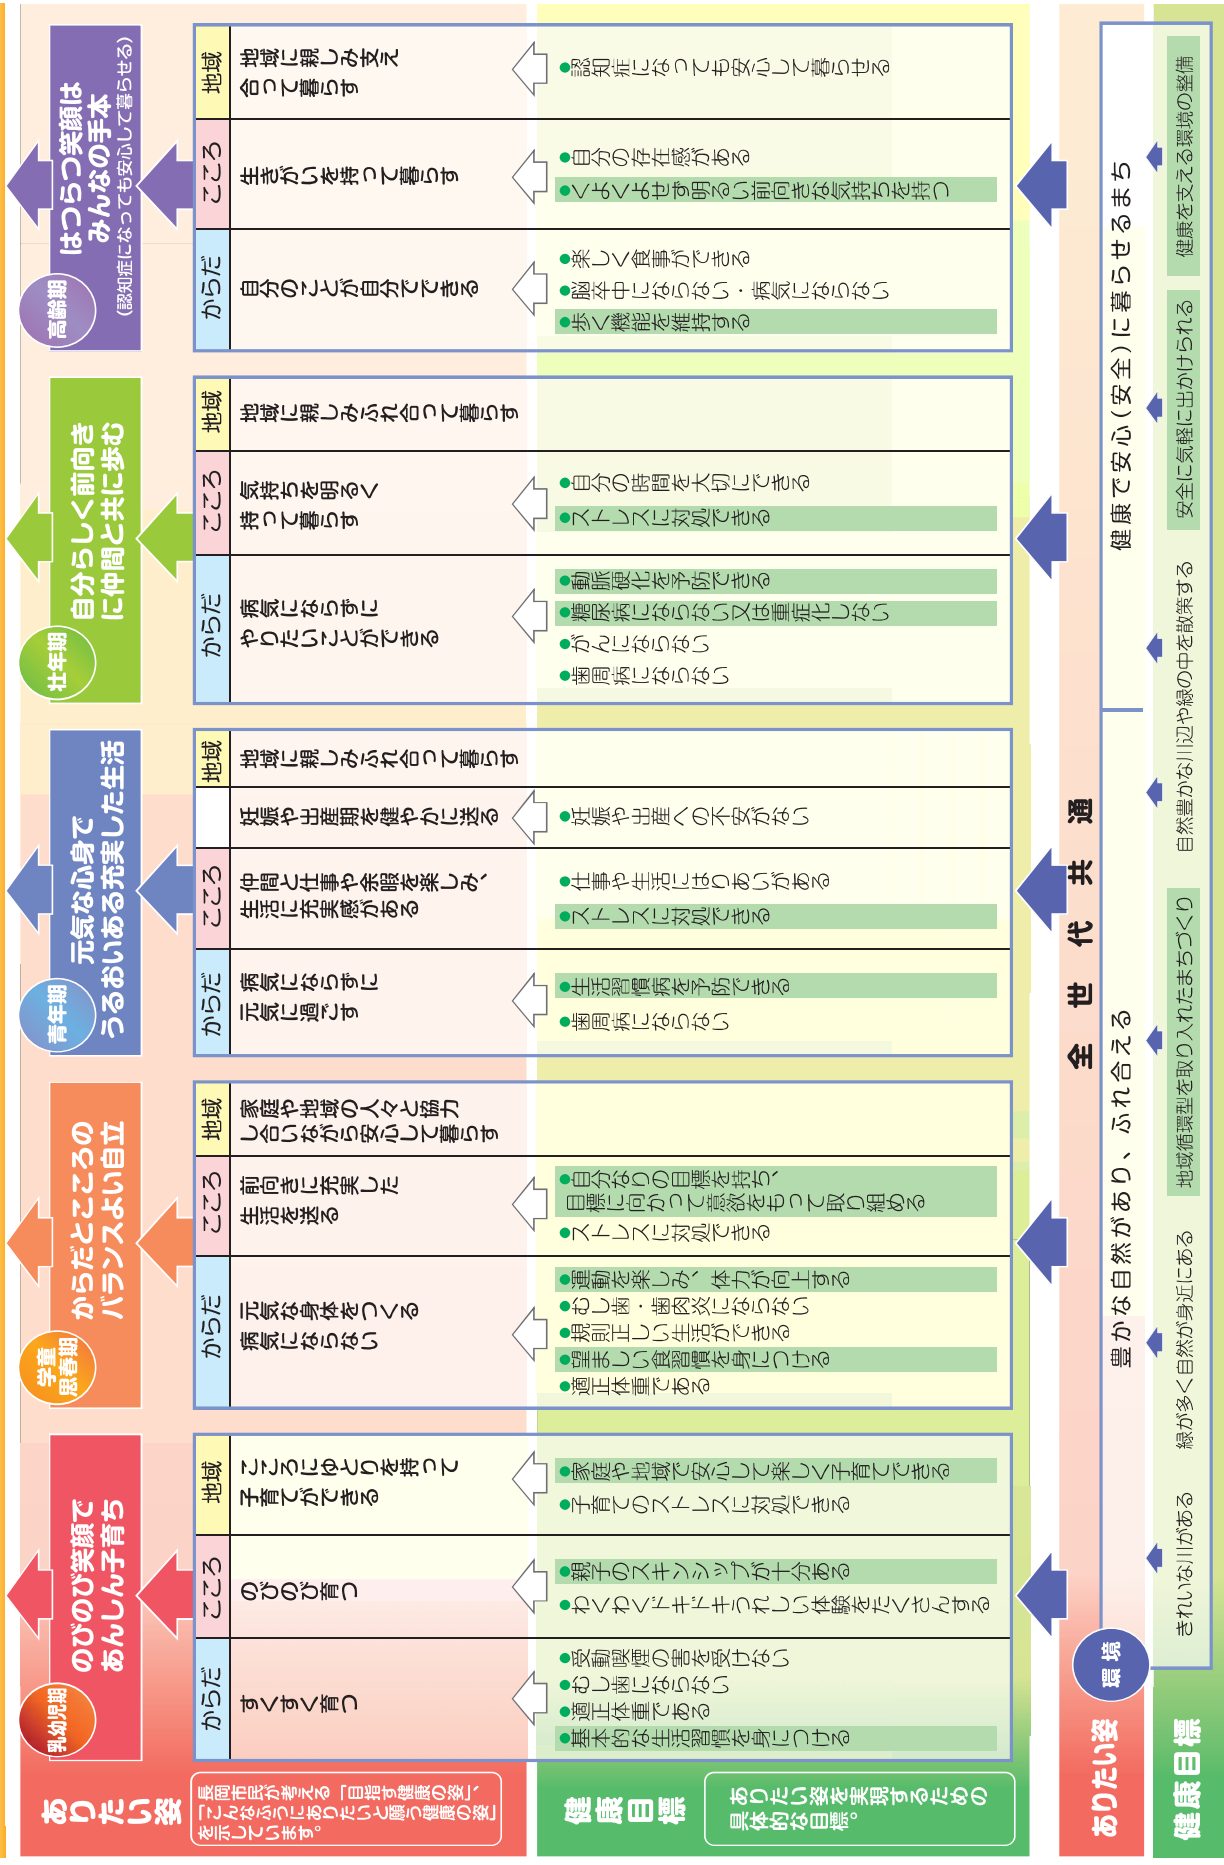 ありたい姿
長岡市民が考える「目指す健康の姿」、
「こんなふうにありたいと願う健康の姿」
を示しています。
乳幼児期
のびのび笑顔で
あんしん子育ち
からだ
すくすく育つ
こころ
のびのび育つ
地域
こころにゆとりを持って
子育てができる
学童
思春期
からだとこころの
バランスよい自立
からだ
元気な身体をつくる
病気にならない
こころ
前向きに充実した
生活を送る
地域
家庭や地域の人々と協力
し合いながら安心して暮らす
青年期
元気な心身で
うるおいある充実した生活
からだ
病気にならずに
元気に過ごす
こころ
仲間と仕事や余暇を楽しみ、
生活に充実感がある
妊娠や出産期を健やかに送る
地域
地域に親しみふれ合って暮らす
壮年期
自分らしく前向き
に仲間と共に歩む
からだ
病気にならずに
やりたいことができる
こころ
気持ちを明るく
持って暮らす
地域
地域に親しみふれ合って暮らす
高齢期
はつらつ笑顔は
みんなの手本
(認知症になっても安心して暮らせる)
からだ
自分のことが自分でできる
こころ
生きがいを持って暮らす
地域
地域に親しみ支え
合って暮らす
健康目標
ありたい姿を実現するための
具体的な目標。
●受動喫煙の害を受けない
●むし歯にならない
●適正体重である
●基本的な生活習慣を身につける
●親子のスキンシップが十分ある
●わくわくドキドキうれしい体験をたくさんする
●家庭や地域で安心して楽しく子育てできる
●子育てのストレスに対処できる
●運動を楽しみ、体力が向上する
●むし歯・歯肉炎にならない
●規則正しい生活ができる
●望ましい食習慣を身につける
●適正体重である
●自分なりの目標を持ち、
目標に向かって意欲をもって取り組める
●ストレスに対処できる
●生活習慣病を予防できる
●歯周病にならない
●仕事や生活にはりあいがある
●ストレスに対処できる
●妊娠や出産への不安がない
●動脈硬化を予防できる
●糖尿病にならない又は重症化しない
●がんにならない
●歯周病にならない
●自分の時間を大切にできる
●ストレスに対処できる
●楽しく食事ができる
●脳卒中にならない・病気にならない
●歩く機能を維持する
●自分の存在感がある
●くよくよせず明るい前向きな気持ちを持つ
●認知症になっても安心して暮らせる
全世代共通
ありたい姿
環境
豊かな自然があり、ふれ合える
健康で安心(安全)に暮らせるまち
健康目標
きれいな川がある
緑が多く自然が身近にある
地域循環型を取り入れたまちづくり
自然豊かな川辺や緑の中を散策する
安全に気軽に出かけられる
健康を支える環境の整備